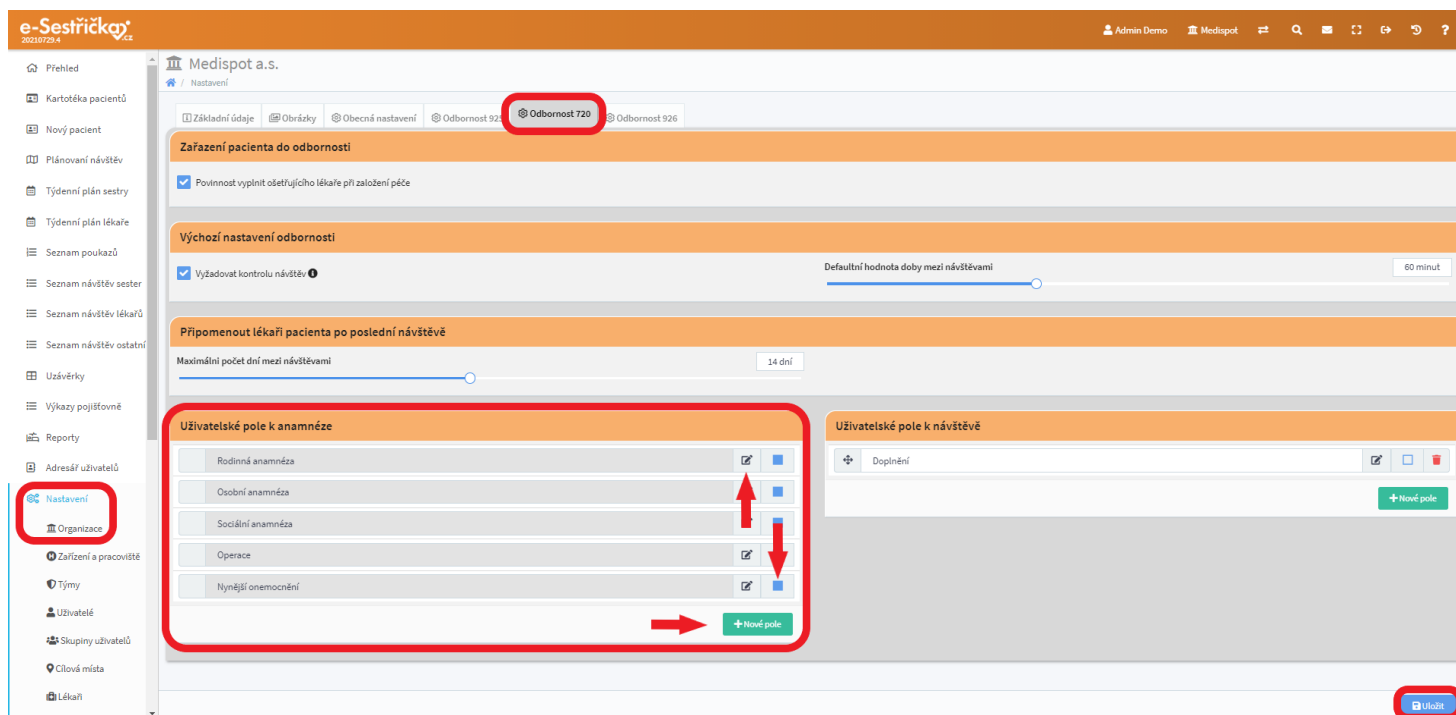 e-Sestřička.cz
20210729.4
Admin Demo Medispot ?
Přehled
Kartotéka pacientů
Nový pacient
Plánovaní návštěv
Týdenní plán sestry
Týdenní plán lékaře
Seznam poukazů
Seznam návštěv sester
Seznam návštěv lékařů
Seznam návštěv ostatní
Uzávěrky
Výkazy pojišťovně
Reporty
Adresář uživatelů
Nastavení
Organizace
Zařízení a pracoviště
Týmy
Uživatelé
Skupiny uživatelů
Cílová místa
Lékaři
Medispot a.s.
/ Nastavení
Základní údaje Obrázky Obecná nastavení Odbornost 925 Odbornost 720 Odbornost 926
Zařazení pacienta do odbornosti
Povinnost vyplnit ošetřujícího lékaře při založení péče
Výchozí nastavení odbornosti
Vyžadovat kontrolu návštěv
Defaultní hodnota doby mezi návštěvami 60 minut
Připomenout lékaři pacienta po poslední návštěvě
Maximálni počet dní mezi návštěvami 14 dní
Uživatelské pole k anamnéze
Rodinná anamnéza
Osobní anamnéza
Sociální anamnéza
Operace
Nynější onemocnění
+ Nové pole
Uživatelské pole k návštěvě
Doplnění
+ Nové pole
Uložit